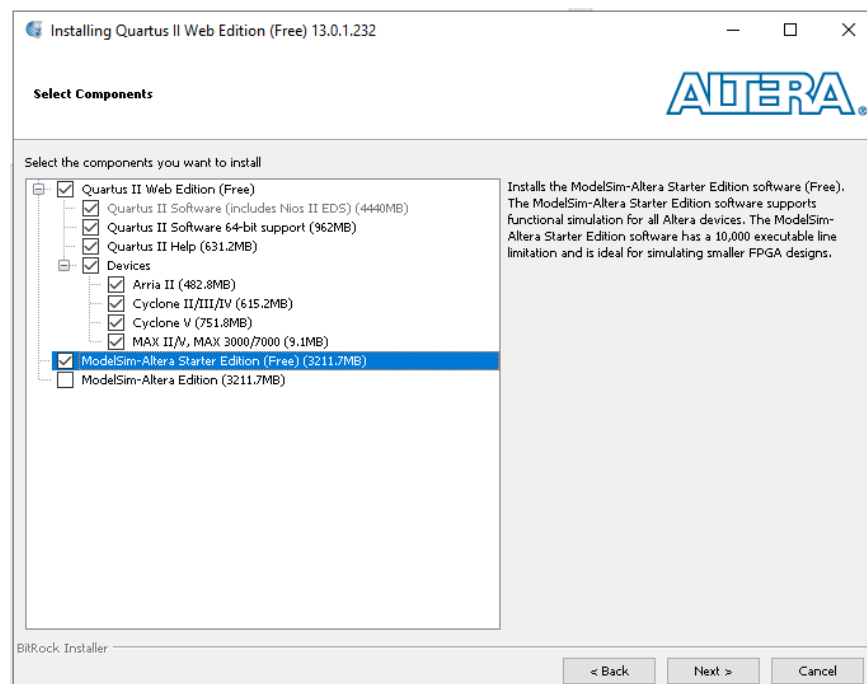 Installing Quartus II Web Edition (Free) 13.0.1.232
Select Components
ALTERA®
Select the components you want to install
Quartus II Web Edition (Free)
Quartus II Software (includes Nios II EDS) (4440MB)
Quartus II Software 64-bit support (962MB)
Quartus II Help (631.2MB)
Devices
Arria II (482.8MB)
Cyclone II/III/IV (615.2MB)
Cyclone V (751.8MB)
MAX II/V, MAX 3000/7000 (9.1MB)
ModelSim-Altera Starter Edition (Free) (3211.7MB)
ModelSim-Altera Edition (3211.7MB)
Installs the ModelSim-Altera Starter Edition software (Free).
The ModelSim-Altera Starter Edition software supports
functional simulation for all Altera devices. The ModelSim-
Altera Starter Edition software has a 10,000 executable line
limitation and is ideal for simulating smaller FPGA designs.
BitRock Installer
< Back
Next >
Cancel